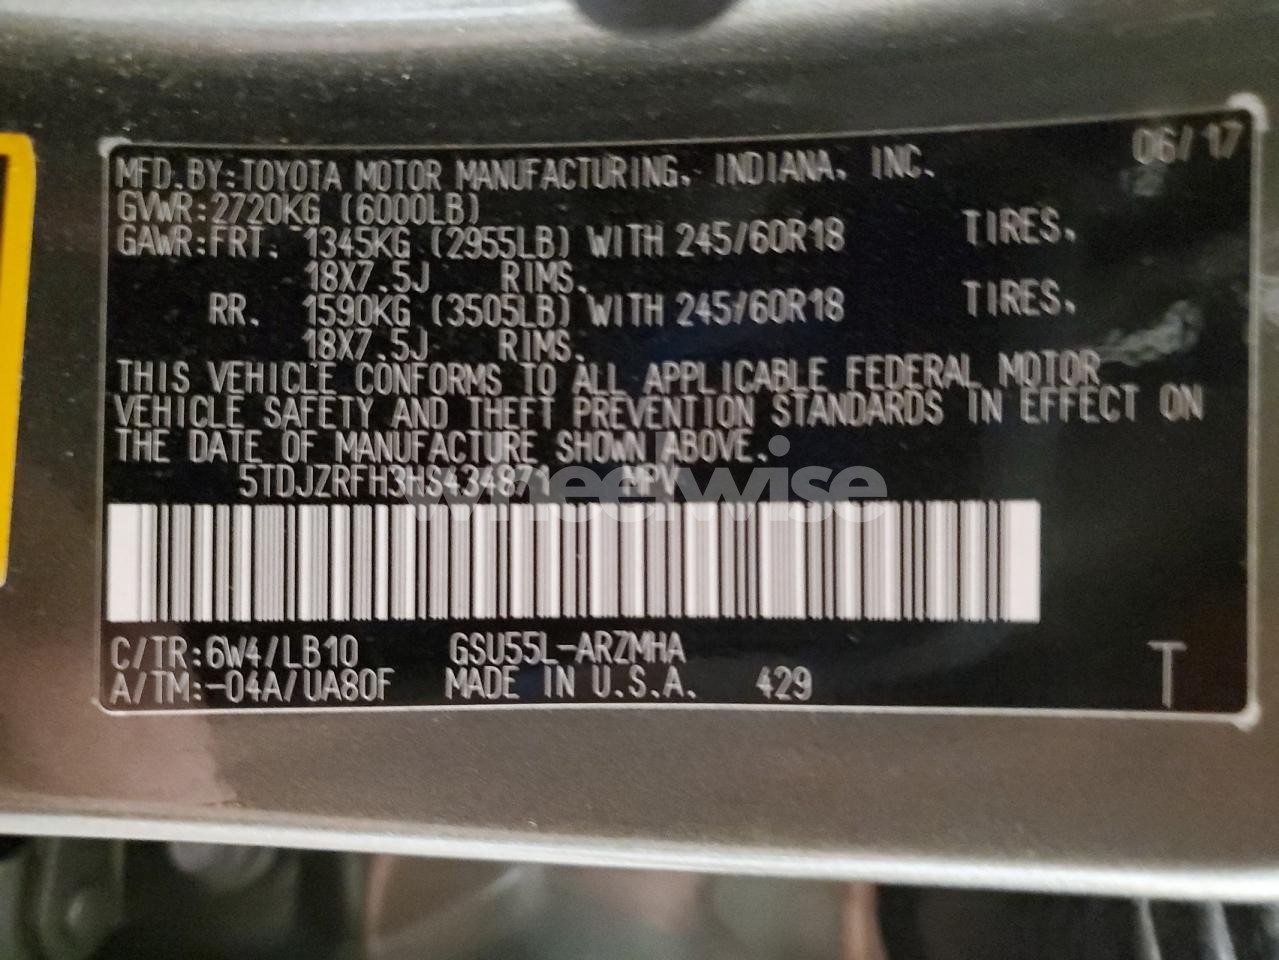 06/17
MFD.BY:TOYOTA MOTOR MANUFACTURING, INDIANA, INC.
GVWR:2720KG (6000LB)
GAWR:FRT. 1345KG (2955LB) WITH 245/60R18 TIRES.
18X7.5J RIMS.
RR. 1590KG (3505LB) WITH 245/60R18 TIRES.
18X7.5J RIMS.
THIS VEHICLE CONFORMS TO ALL APPLICABLE FEDERAL MOTOR
VEHICLE SAFETY AND THEFT PREVENTION STANDARDS IN EFFECT ON
THE DATE OF MANUFACTURE SHOWN ABOVE.
5TDJZRFH3HS434871 MPV
wheelwise
C/TR:6W4/LB10 GSU55L-ARZMHA
A/TM:-04A/UA80F MADE IN U.S.A. 429
T